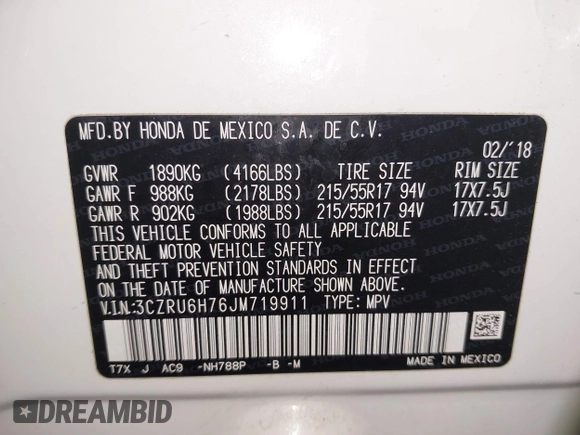 MFD.BY HONDA DE MEXICO S.A. DE C.V.
02/'18
GVWR 1890KG (4166LBS) TIRE SIZE RIM SIZE
GAWR F 988KG (2178LBS) 215/55R17 94V 17X7.5J
GAWR R 902KG (1988LBS) 215/55R17 94V 17X7.5J
THIS VEHICLE CONFORMS TO ALL APPLICABLE
FEDERAL MOTOR VEHICLE SAFETY
AND THEFT PREVENTION STANDARDS IN EFFECT
ON THE DATE OF MANUFACTURE SHOWN ABOVE.
V.I.N.:3CZRU6H76JM719911 TYPE: MPV
T7X J AC9 -NH788P -B -M
MADE IN MEXICO
DREAMBID